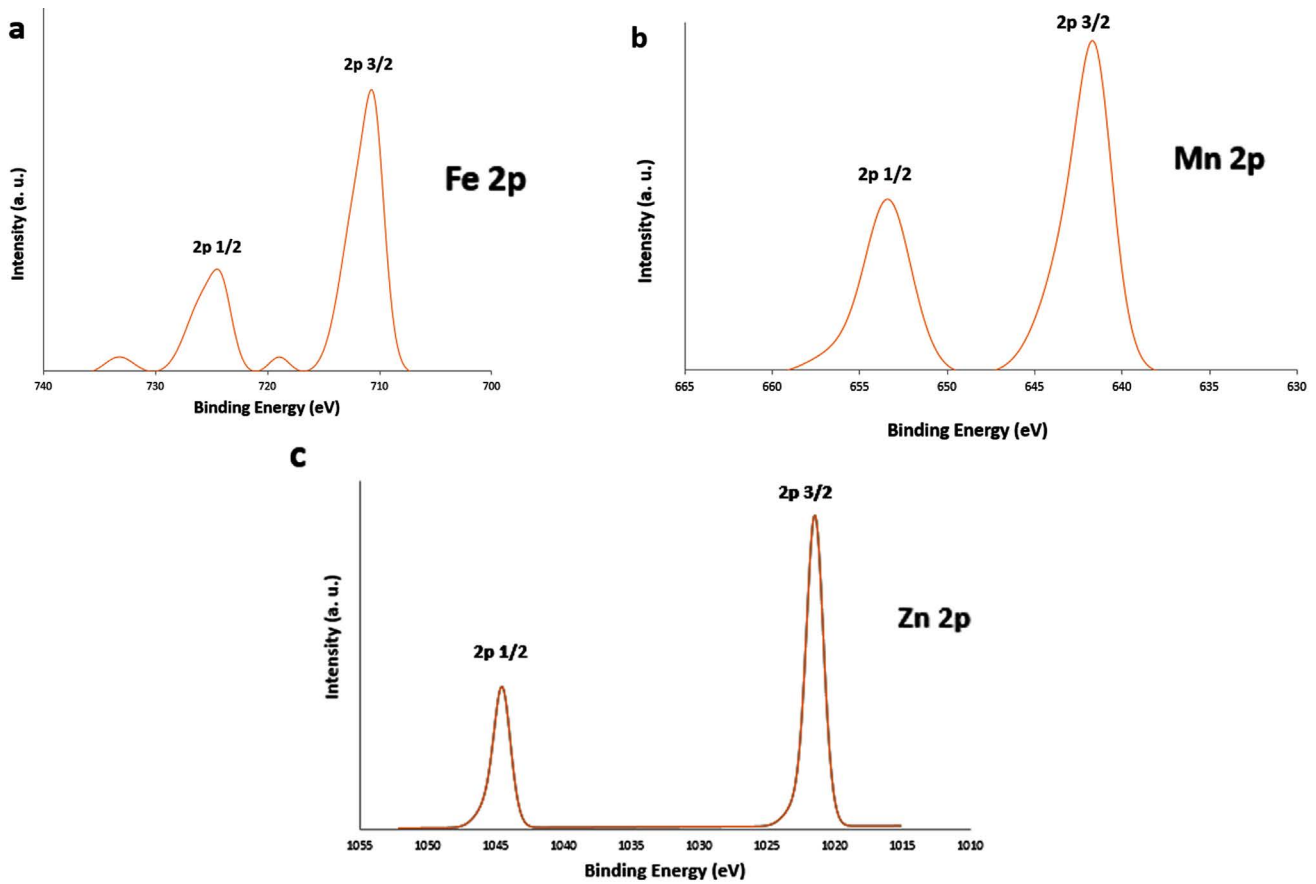 a
2p 3/2
2p 1/2
Fe 2p
Intensity (a. u.)
740 730 720 710 700
Binding Energy (eV)
b
2p 3/2
2p 1/2
Mn 2p
Intensity (a. u.)
665 660 655 650 645 640 635 630
Binding Energy (eV)
c
2p 3/2
2p 1/2
Zn 2p
Intensity (a. u.)
1055 1050 1045 1040 1035 1030 1025 1020 1015 1010
Binding Energy (eV)